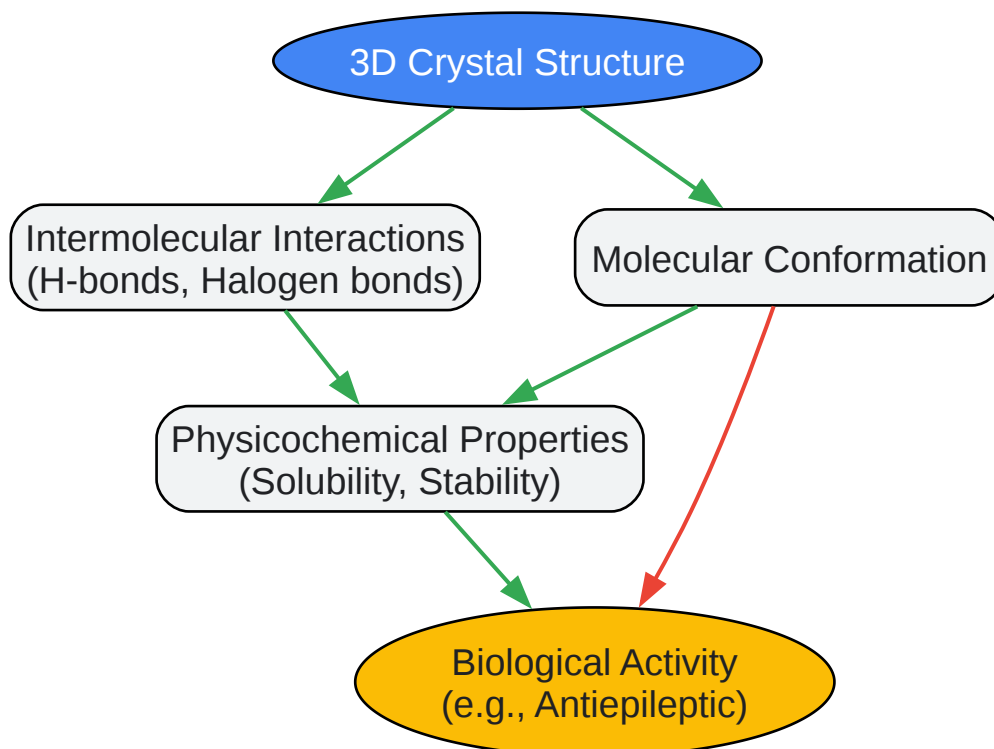 3D Crystal Structure
Intermolecular Interactions
(H-bonds, Halogen bonds)
Molecular Conformation
Physicochemical Properties
(Solubility, Stability)
Biological Activity
(e.g., Antiepileptic)